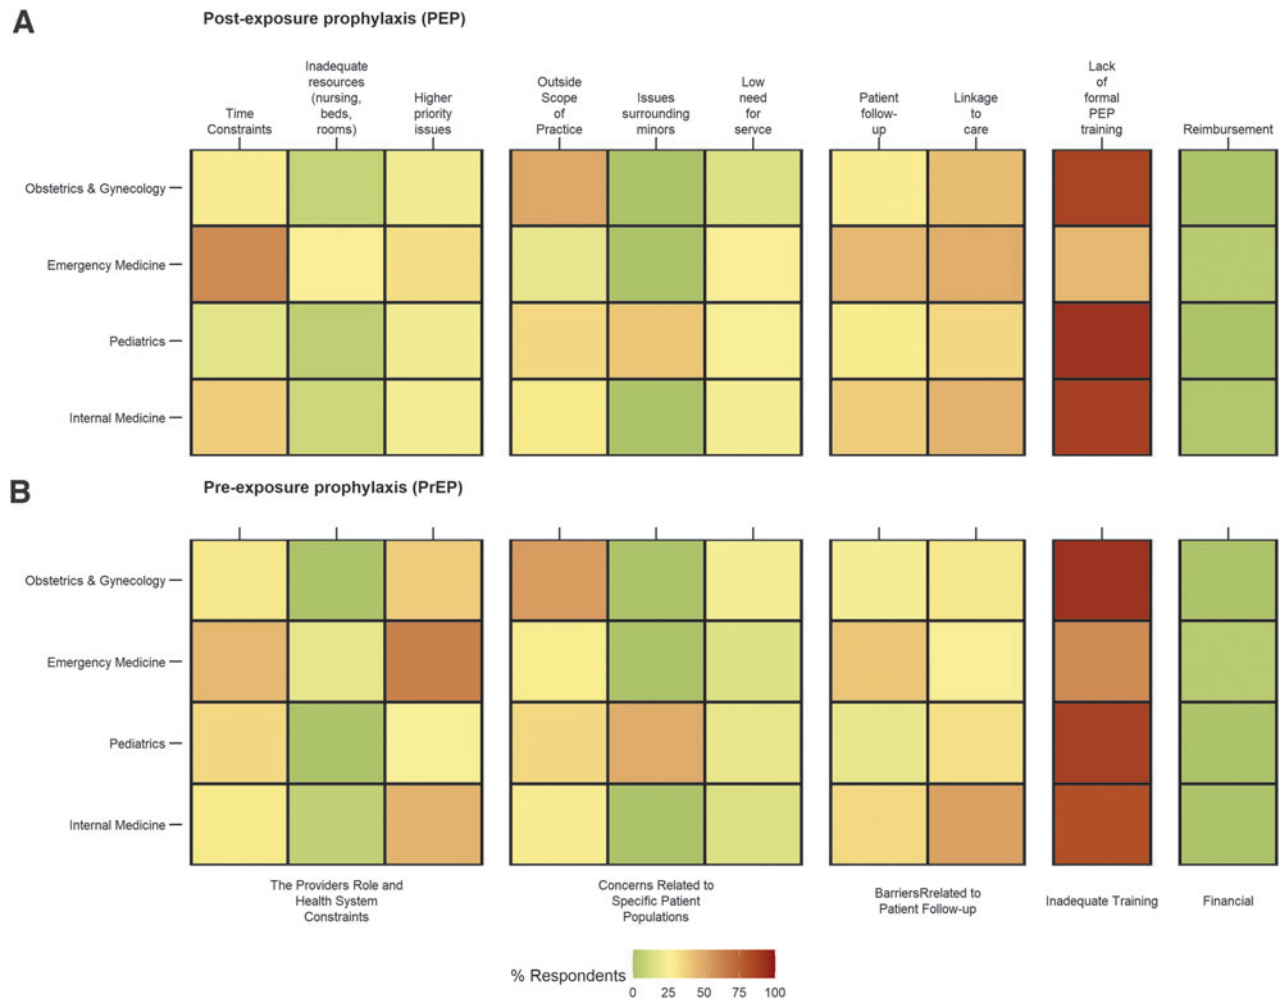 A
Post-exposure prophylaxis (PEP)
Time
Constraints
Inadequate
resources
(nursing,
beds,
rooms)
Higher
priority
issues
Outside
Scope
of
Practice
Issues
surrounding
minors
Low
need
for
servce
Patient
follow-
up
Linkage
to
care
Lack
of
formal
PEP
training
Reimbursement
Obstetrics & Gynecology
Emergency Medicine
Pediatrics
Internal Medicine
B
Pre-exposure prophylaxis (PrEP)
Obstetrics & Gynecology
Emergency Medicine
Pediatrics
Internal Medicine
The Providers Role and
Health System
Constraints
Concerns Related to
Specific Patient
Populations
BarriersRrelated to
Patient Follow-up
Inadequate Training
Financial
% Respondents
0 25 50 75 100